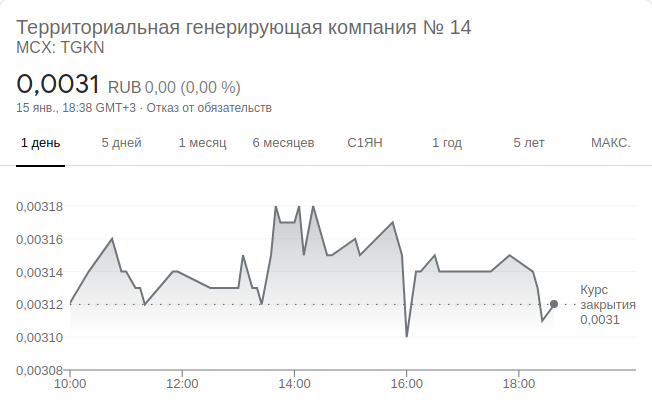 Территориальная генерирующая компания № 14
MCX: TGKN
0,0031 RUB 0,00 (0,00 %)
15 янв., 18:38 GMT+3 · Отказ от обязательств
1 день 5 дней 1 месяц 6 месяцев С1ЯН 1 год 5 лет МАКС.
0,00318
0,00316
0,00314
0,00312
0,00310
0,00308
Курс
закрытия
0,0031
10:00 12:00 14:00 16:00 18:00